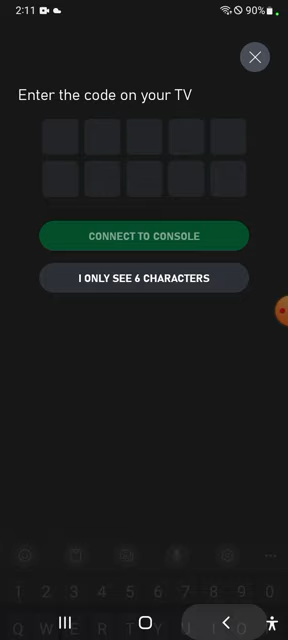 2:11
90%
Enter the code on your TV
CONNECT TO CONSOLE
I ONLY SEE 6 CHARACTERS
1 2 3 4 5 6 7 8 9 0
Q W E R T Y U I O